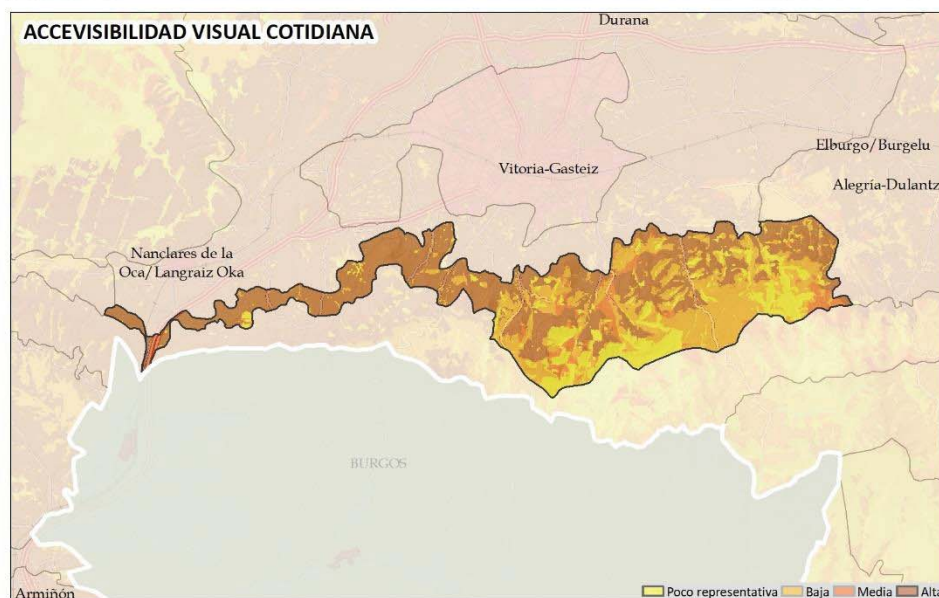 ACCEVISIBILIDAD VISUAL COTIDIANA
Durana
Vitoria-Gasteiz
Elburgo/Burgelu
Alegría-Dulantz
Nanclares de la
Oca/Langraiz Oka
BURGOS
Armiñón
Poco representativa Baja Media Alta